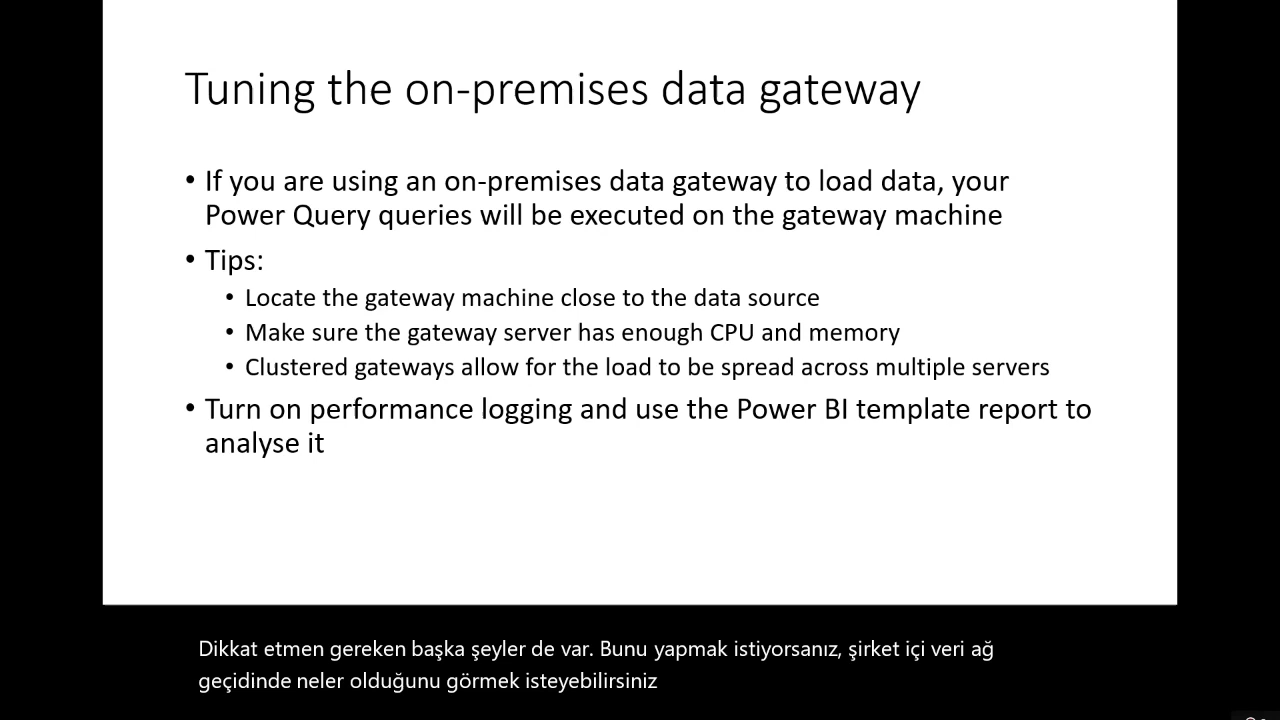 Tuning the on-premises data gateway
• If you are using an on-premises data gateway to load data, your
Power Query queries will be executed on the gateway machine
• Tips:
• Locate the gateway machine close to the data source
• Make sure the gateway server has enough CPU and memory
• Clustered gateways allow for the load to be spread across multiple servers
• Turn on performance logging and use the Power BI template report to
analyse it
Dikkat etmen gereken başka şeyler de var. Bunu yapmak istiyorsanız, şirket içi veri ağ
geçidinde neler olduğunu görmek isteyebilirsiniz